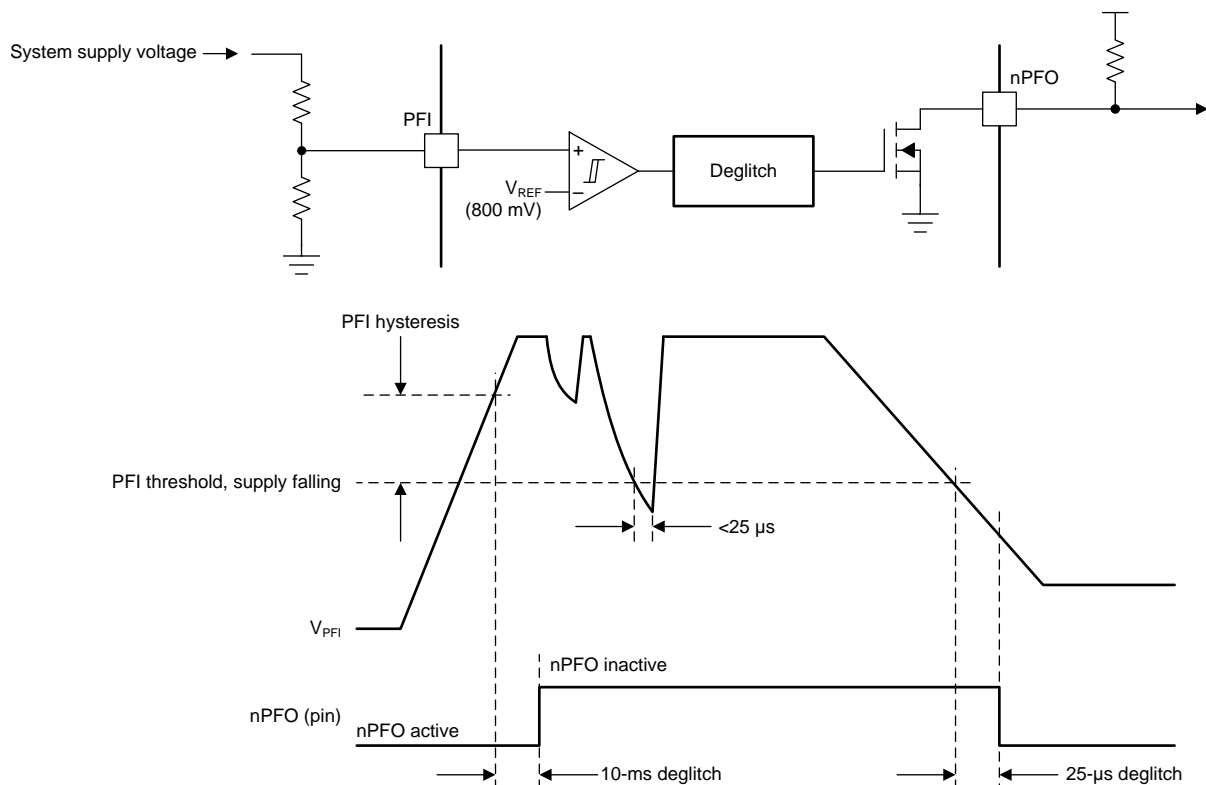 System supply voltage
PFI
nPFO
+
−
Deglitch
VREF
(800 mV)
PFI hysteresis
PFI threshold, supply falling
<25 µs
VPFI
nPFO inactive
nPFO (pin)
nPFO active
10-ms deglitch
25-µs deglitch